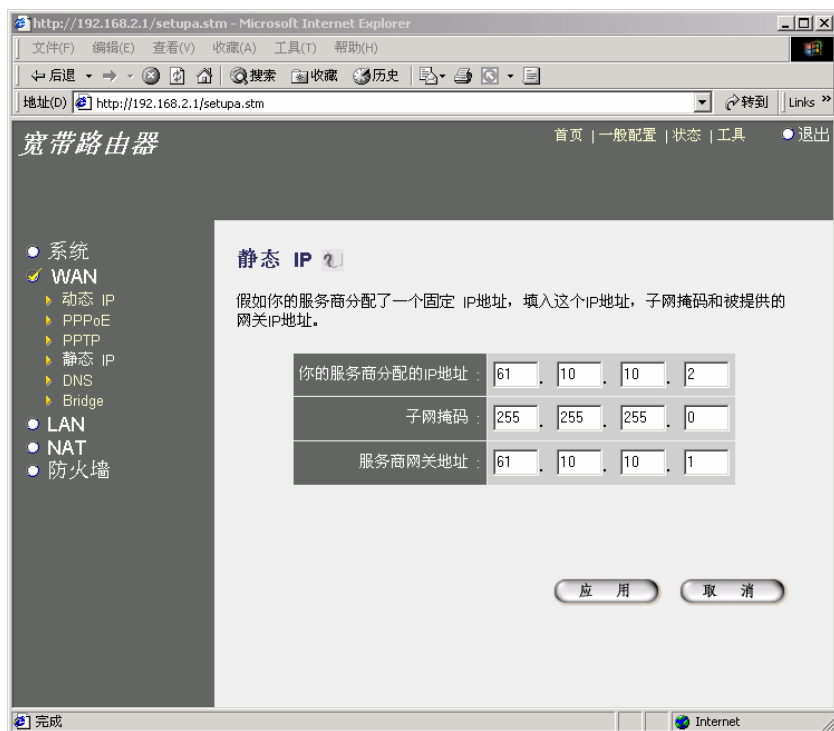 http://192.168.2.1/setupa.stm - Microsoft Internet Explorer
文件(F) 编辑(E) 查看(V) 收藏(A) 工具(T) 帮助(H)
后退 搜索 收藏 历史
地址(D) http://192.168.2.1/setupa.stm 转到 Links »
宽带路由器
首页 | 一般配置 | 状态 | 工具 退出
系统
WAN
动态 IP
PPPoE
PPTP
静态 IP
DNS
Bridge
LAN
NAT
防火墙
静态 IP
假如你的服务商分配了一个固定 IP地址，填入这个IP地址，子网掩码和被提供的
网关IP地址。
你的服务商分配的IP地址 : 61 . 10 . 10 . 2
子网掩码 : 255 . 255 . 255 . 0
服务商网关地址 : 61 . 10 . 10 . 1
应 用 取 消
完成 Internet